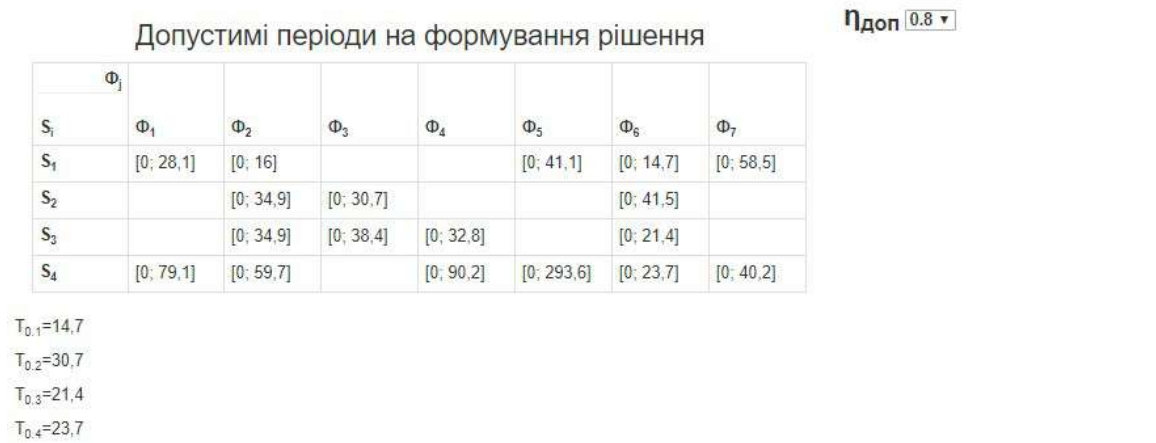 Допустимі періоди на формування рішення
ηдоп 0.8
Φj
Si Φ1 Φ2 Φ3 Φ4 Φ5 Φ6 Φ7
S1 [0; 28,1] [0; 16] [0; 41,1] [0; 14,7] [0; 58,5]
S2 [0; 34,9] [0; 30,7] [0; 41,5]
S3 [0; 34,9] [0; 38,4] [0; 32,8] [0; 21,4]
S4 [0; 79,1] [0; 59,7] [0; 90,2] [0; 293,6] [0; 23,7] [0; 40,2]
T0.1=14,7
T0.2=30,7
T0.3=21,4
T0.4=23,7